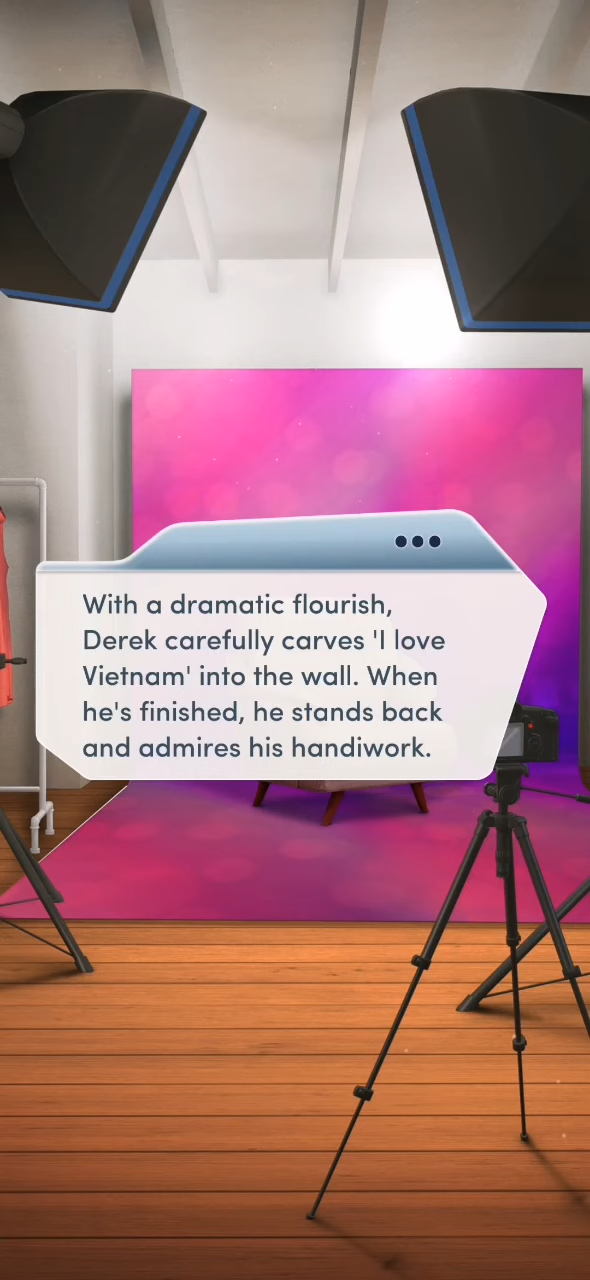 With a dramatic flourish,
Derek carefully carves 'I love
Vietnam' into the wall. When
he's finished, he stands back
and admires his handiwork.